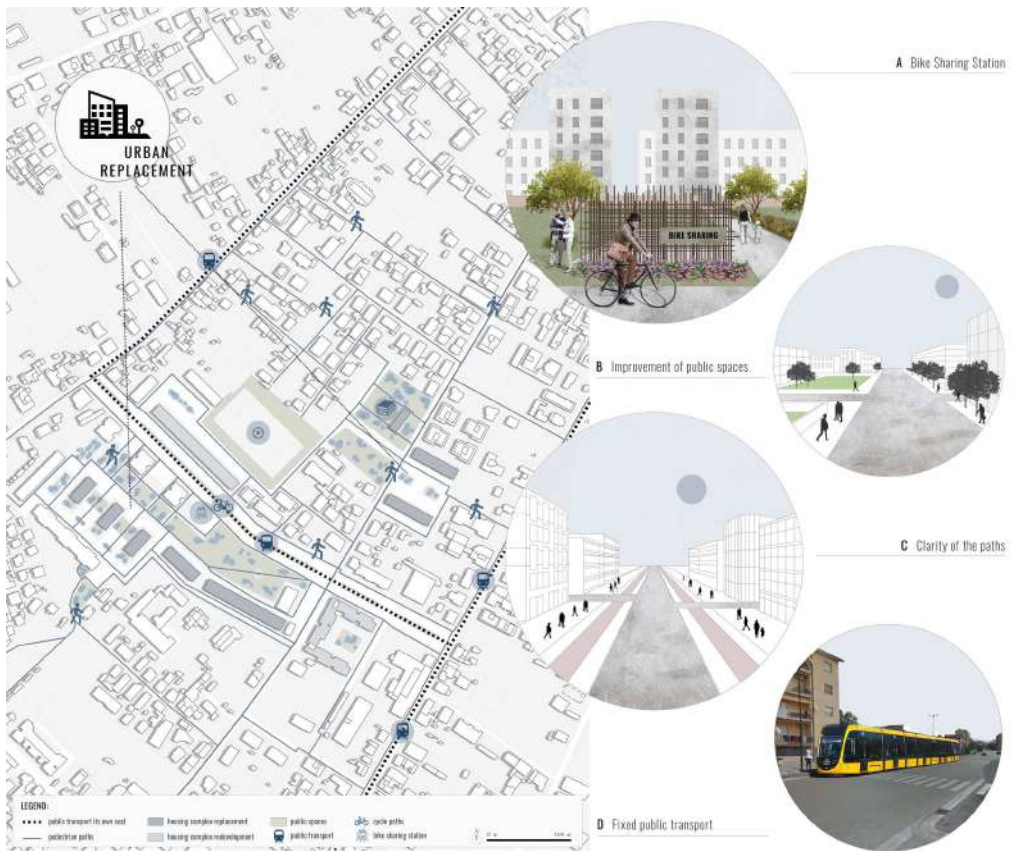 URBAN
REPLACEMENT
A Bike Sharing Station
BIKE SHARING
B Improvement of public spaces
C Clarity of the paths
D Fixed public transport
LEGEND:
public transport its own seat
pedestrian paths
housing complex replacement
housing complex redevelopment
public spaces
public transport
cycle paths
bike sharing station